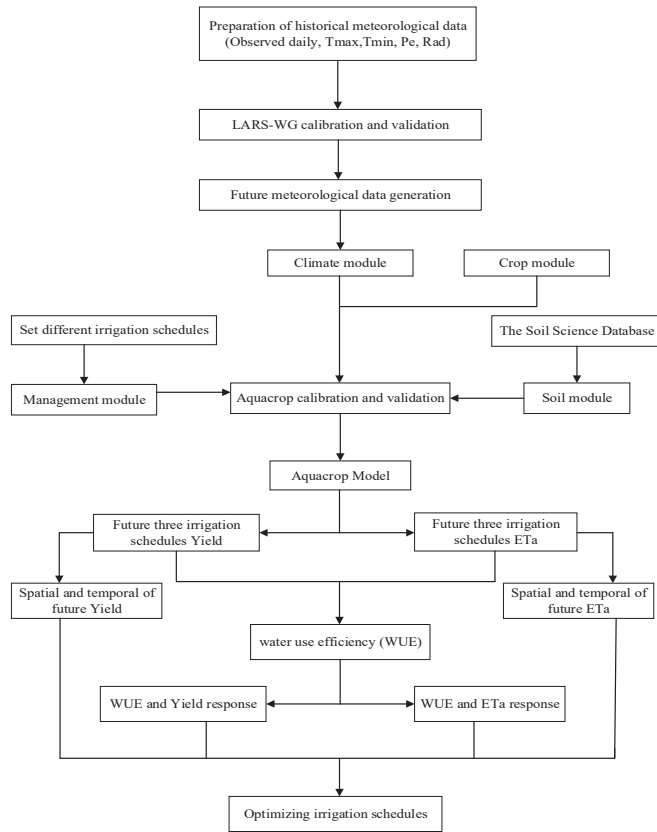 Preparation of historical meteorological data
(Observed daily, Tmax,Tmin, Pe, Rad)
LARS-WG calibration and validation
Future meteorological data generation
Climate module
Crop module
Set different irrigation schedules
The Soil Science Database
Management module
Aquacrop calibration and validation
Soil module
Aquacrop Model
Future three irrigation
schedules Yield
Future three irrigation
schedules ETa
Spatial and temporal of
future Yield
Spatial and temporal of
future ETa
water use efficiency (WUE)
WUE and Yield response
WUE and ETa response
Optimizing irrigation schedules